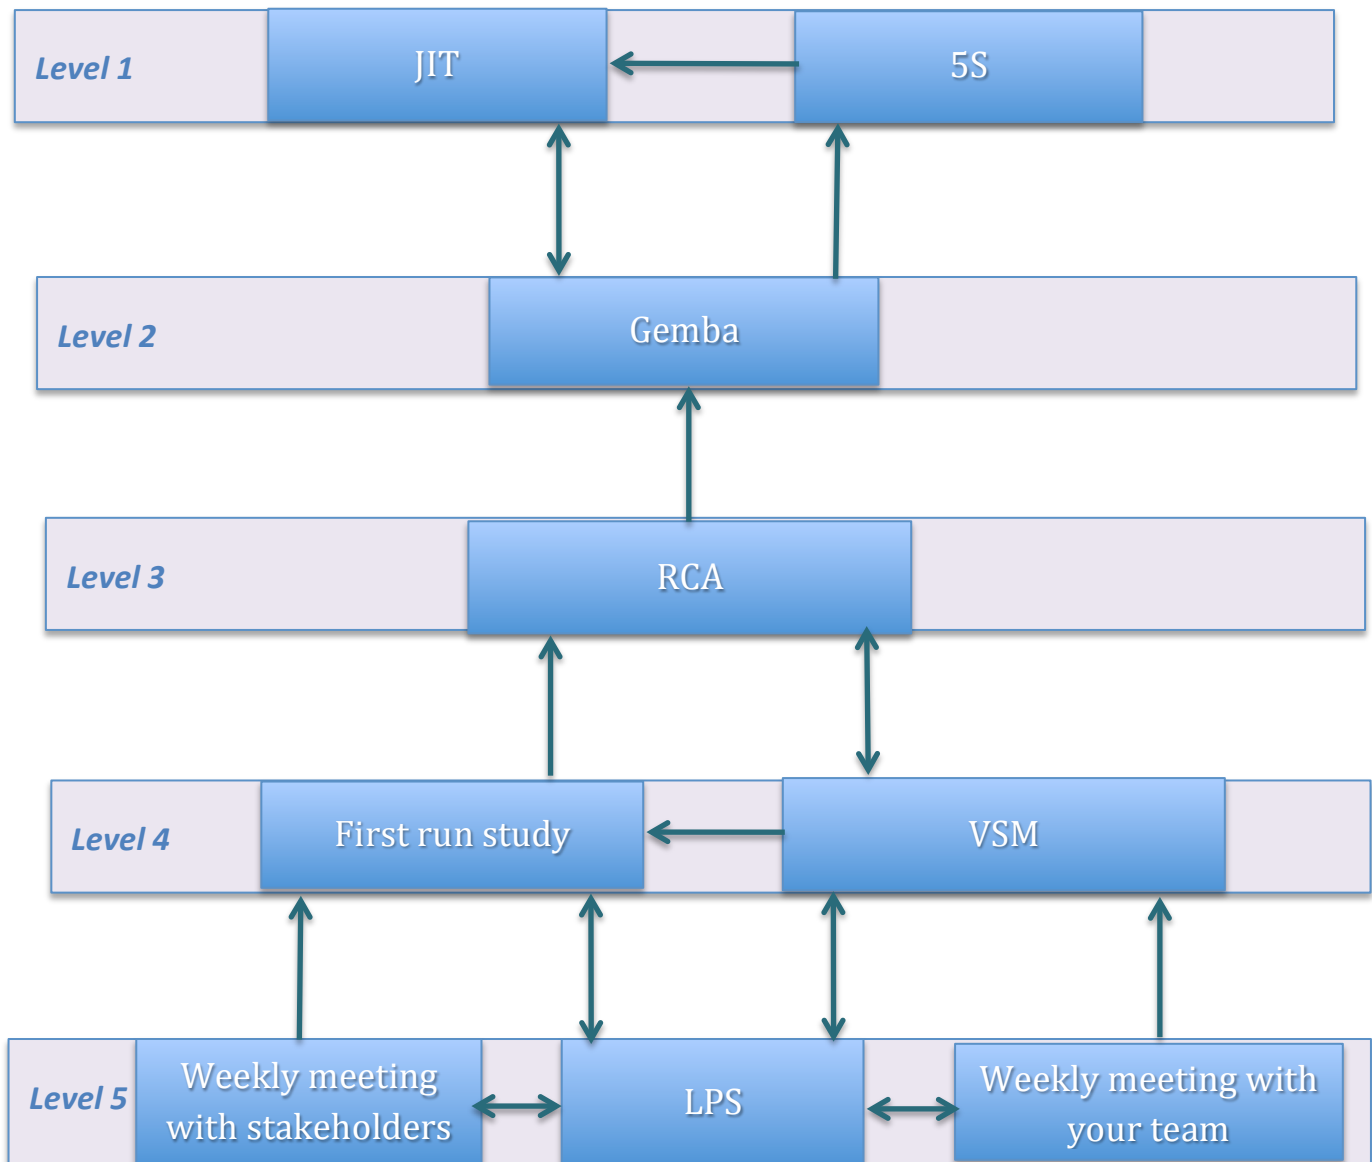 Level 1
JIT
5S
Level 2
Gemba
Level 3
RCA
Level 4
First run study
VSM
Level 5
Weekly meeting
with stakeholders
LPS
Weekly meeting with
your team